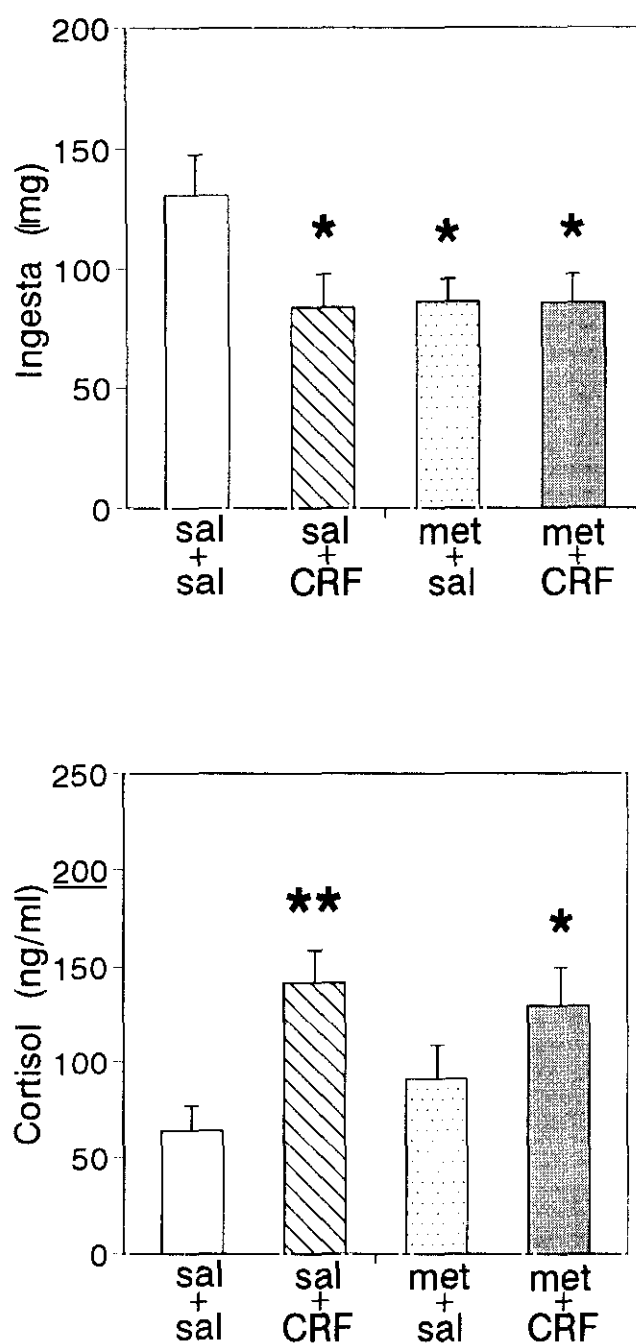 200
150
100
50
0
Ingesta (mg)
*
*
*
sal
+
sal
sal
+
CRF
met
+
sal
met
+
CRF
250
200
150
100
50
0
Cortisol (ng/ml)
**
*
sal
+
sal
sal
+
CRF
met
+
sal
met
+
CRF